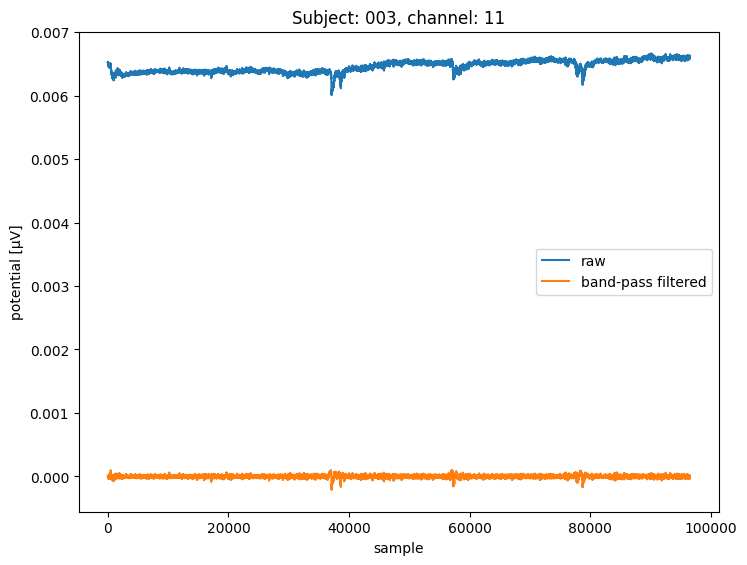 Subject: 003, channel: 11
0.007
0.006
0.005
0.004
0.003
0.002
0.001
0.000
potential [µV]
raw
band-pass filtered
0
20000
40000
60000
80000
100000
sample